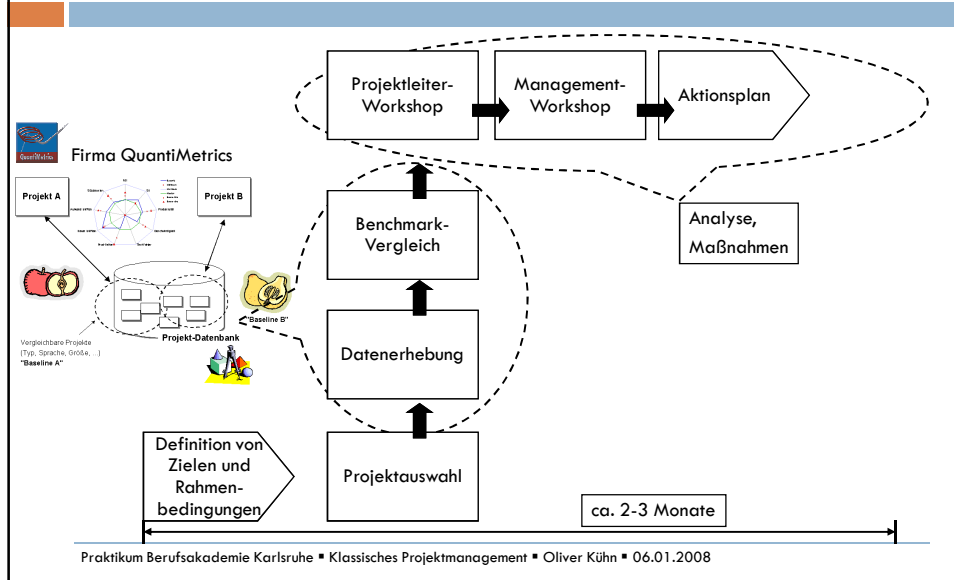 Projektleiter-
Workshop
Management-
Workshop
Aktionsplan
QuantiMetrics
Firma QuantiMetrics
Projekt A
Projekt B
Benchmark-
Vergleich
Analyse,
Maßnahmen
"Baseline B"
Projekt-Datenbank
Vergleichbare Projekte
(Typ, Sprache, Größe, ...)
"Baseline A"
Datenerhebung
Definition von
Zielen und
Rahmen-
bedingungen
Projektauswahl
ca. 2-3 Monate
Praktikum Berufsakademie Karlsruhe ▪ Klassisches Projektmanagement ▪ Oliver Kühn ▪ 06.01.2008